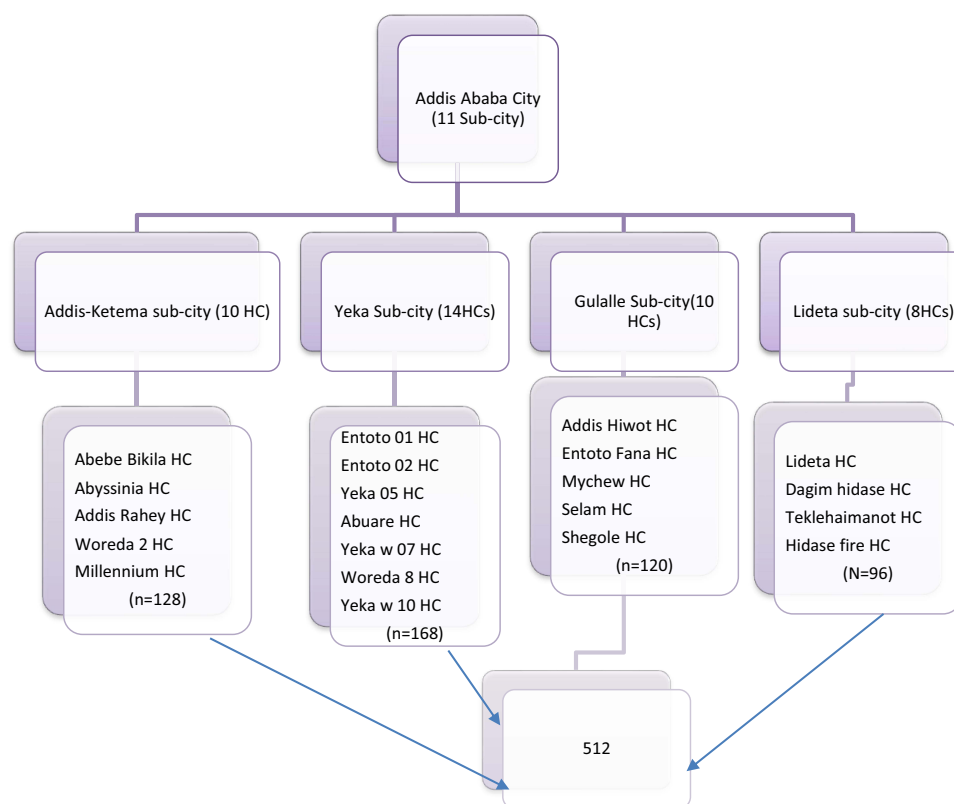 Addis Ababa City
(11 Sub-city)
Addis-Ketema sub-city (10 HC)
Yeka Sub-city (14HCs)
Gulalle Sub-city(10
HCs)
Lideta sub-city (8HCs)
Abebe Bikila HC
Abyssinia HC
Addis Rahey HC
Woreda 2 HC
Millennium HC
(n=128)
Entoto 01 HC
Entoto 02 HC
Yeka 05 HC
Abuare HC
Yeka w 07 HC
Woreda 8 HC
Yeka w 10 HC
(n=168)
Addis Hiwot HC
Entoto Fana HC
Mychew HC
Selam HC
Shegole HC
(n=120)
Lideta HC
Dagim hidase HC
Teklehaimanot HC
Hidase fire HC
(N=96)
512